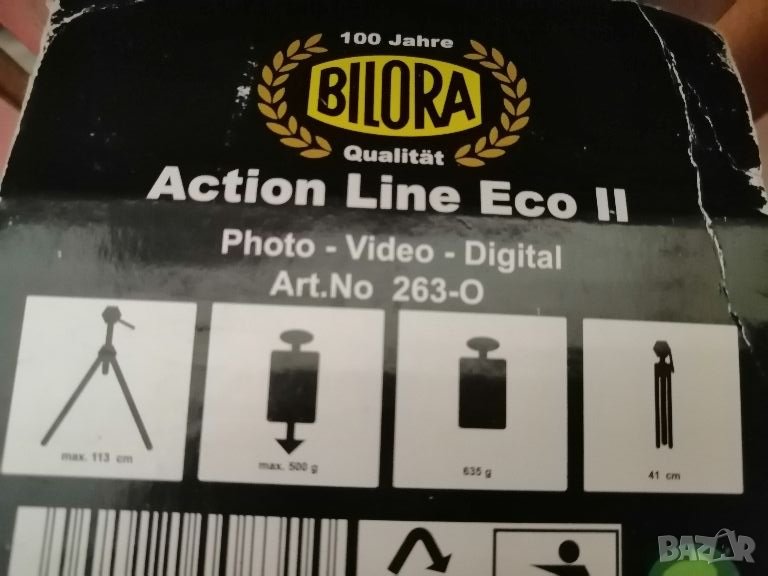 100 Jahre
BILORA
Qualität
Action Line Eco II
Photo - Video - Digital
Art.No 263-O
max. 113 cm
max. 500 g
635 g
41 cm
BAZAR